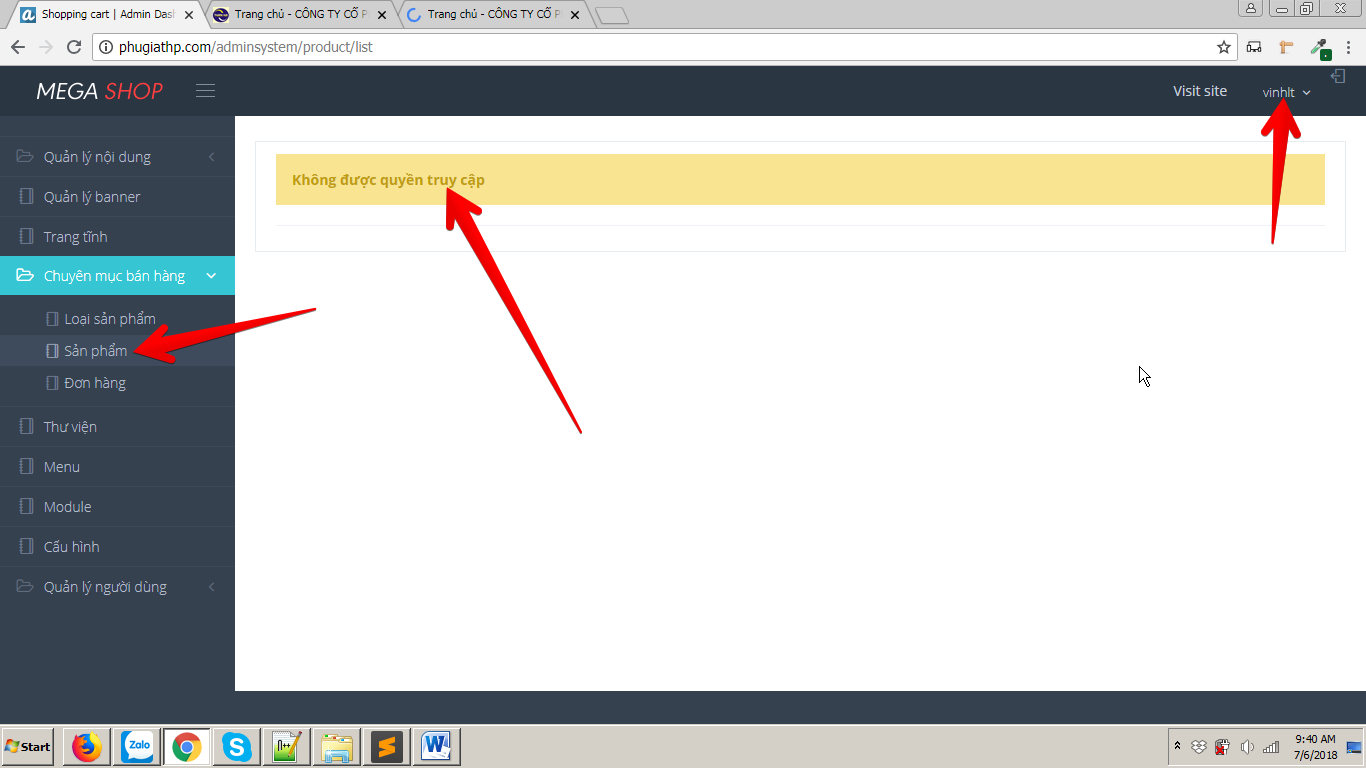 Shopping cart | Admin Das
Trang chủ - CÔNG TY CỔ P
Trang chủ - CÔNG TY CỔ P
phugiathp.com/adminsystem/product/list
MEGA SHOP
Visit site
vinhlt
Quản lý nội dung
Quản lý banner
Trang tĩnh
Chuyên mục bán hàng
Loại sản phẩm
Sản phẩm
Đơn hàng
Thư viện
Menu
Module
Cấu hình
Quản lý người dùng
Không được quyền truy cập
Start
Zalo
9:40 AM
7/6/2018